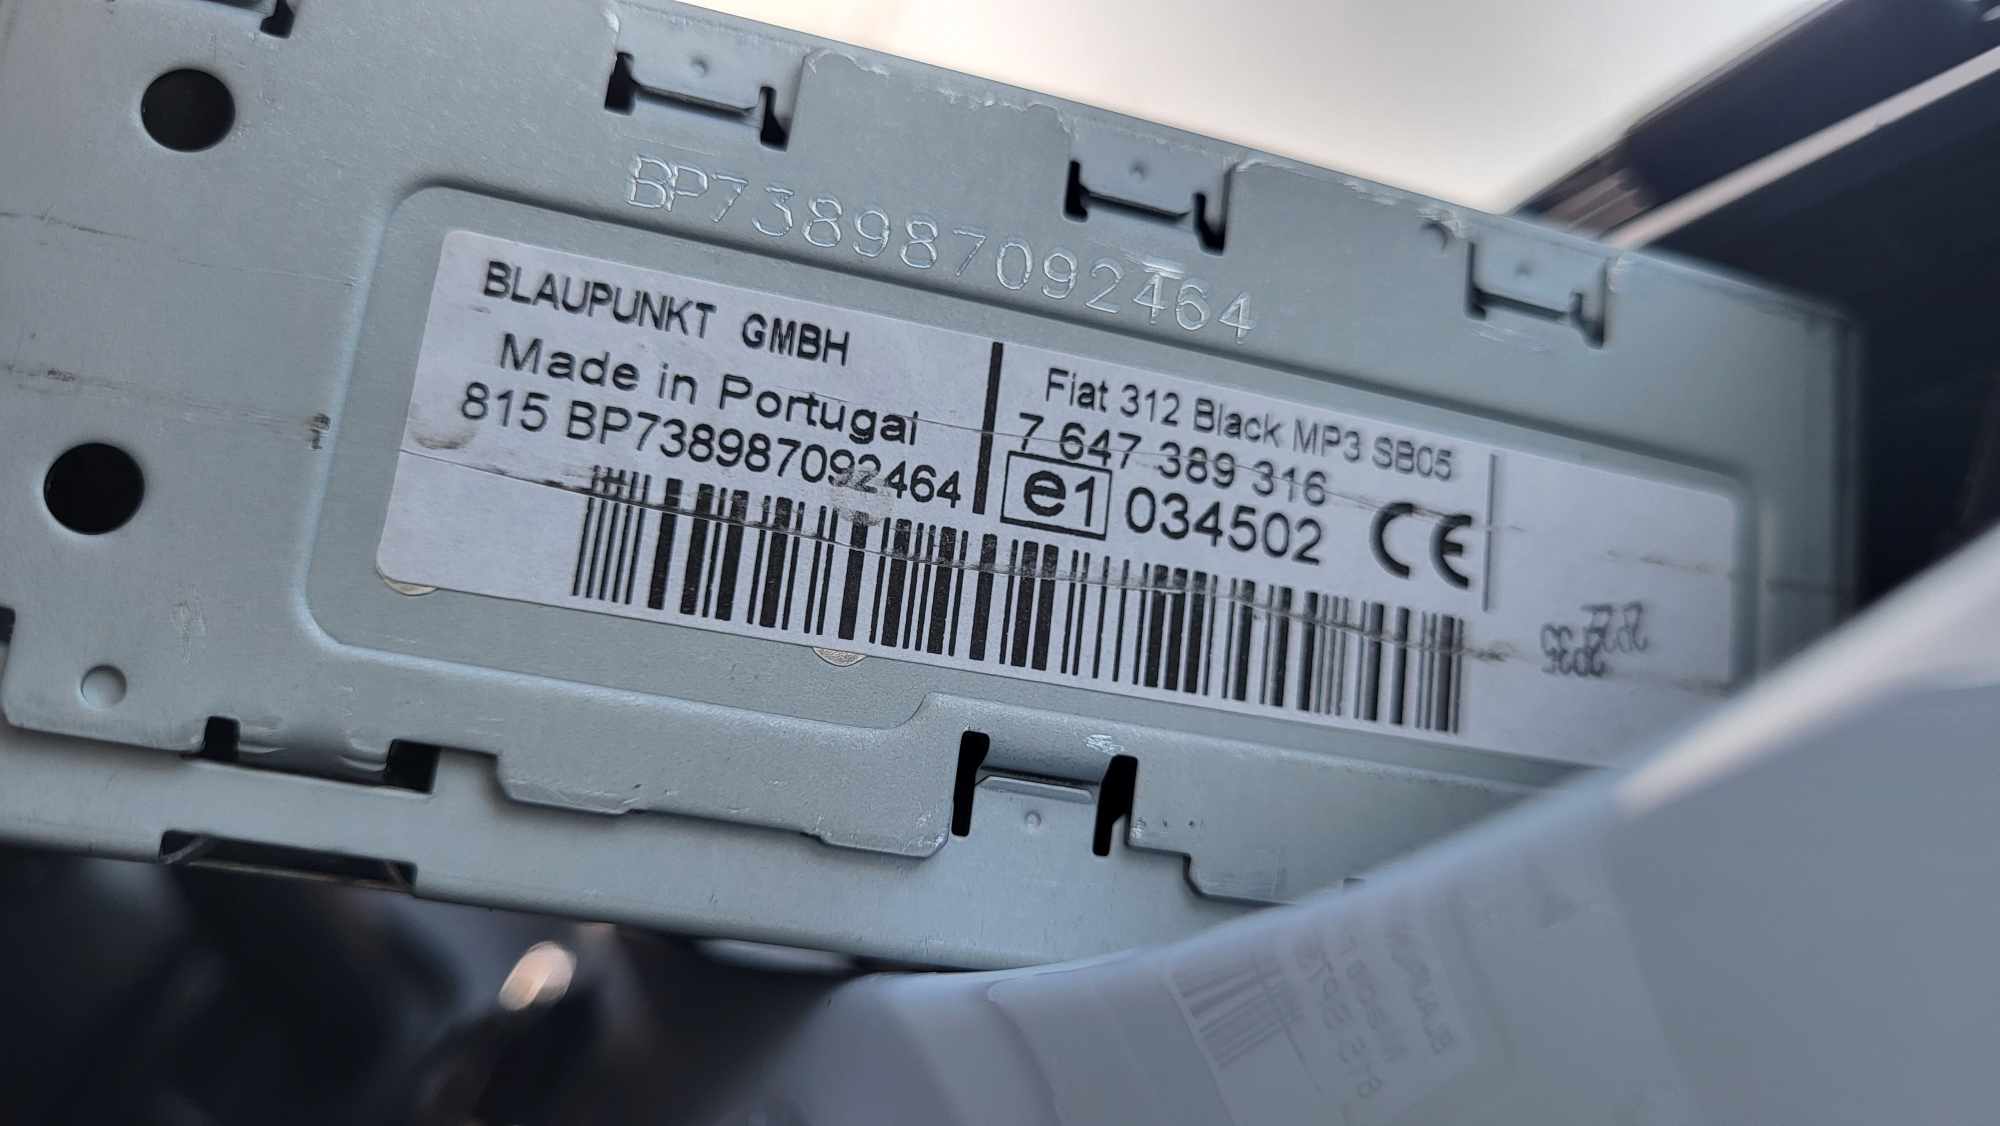 BP738987092464
BLAUPUNKT GMBH
Made in Portugal
815 BP738987092464
Fiat 312 Black MP3 SB05
7 647 389 316
e1 034502 CE